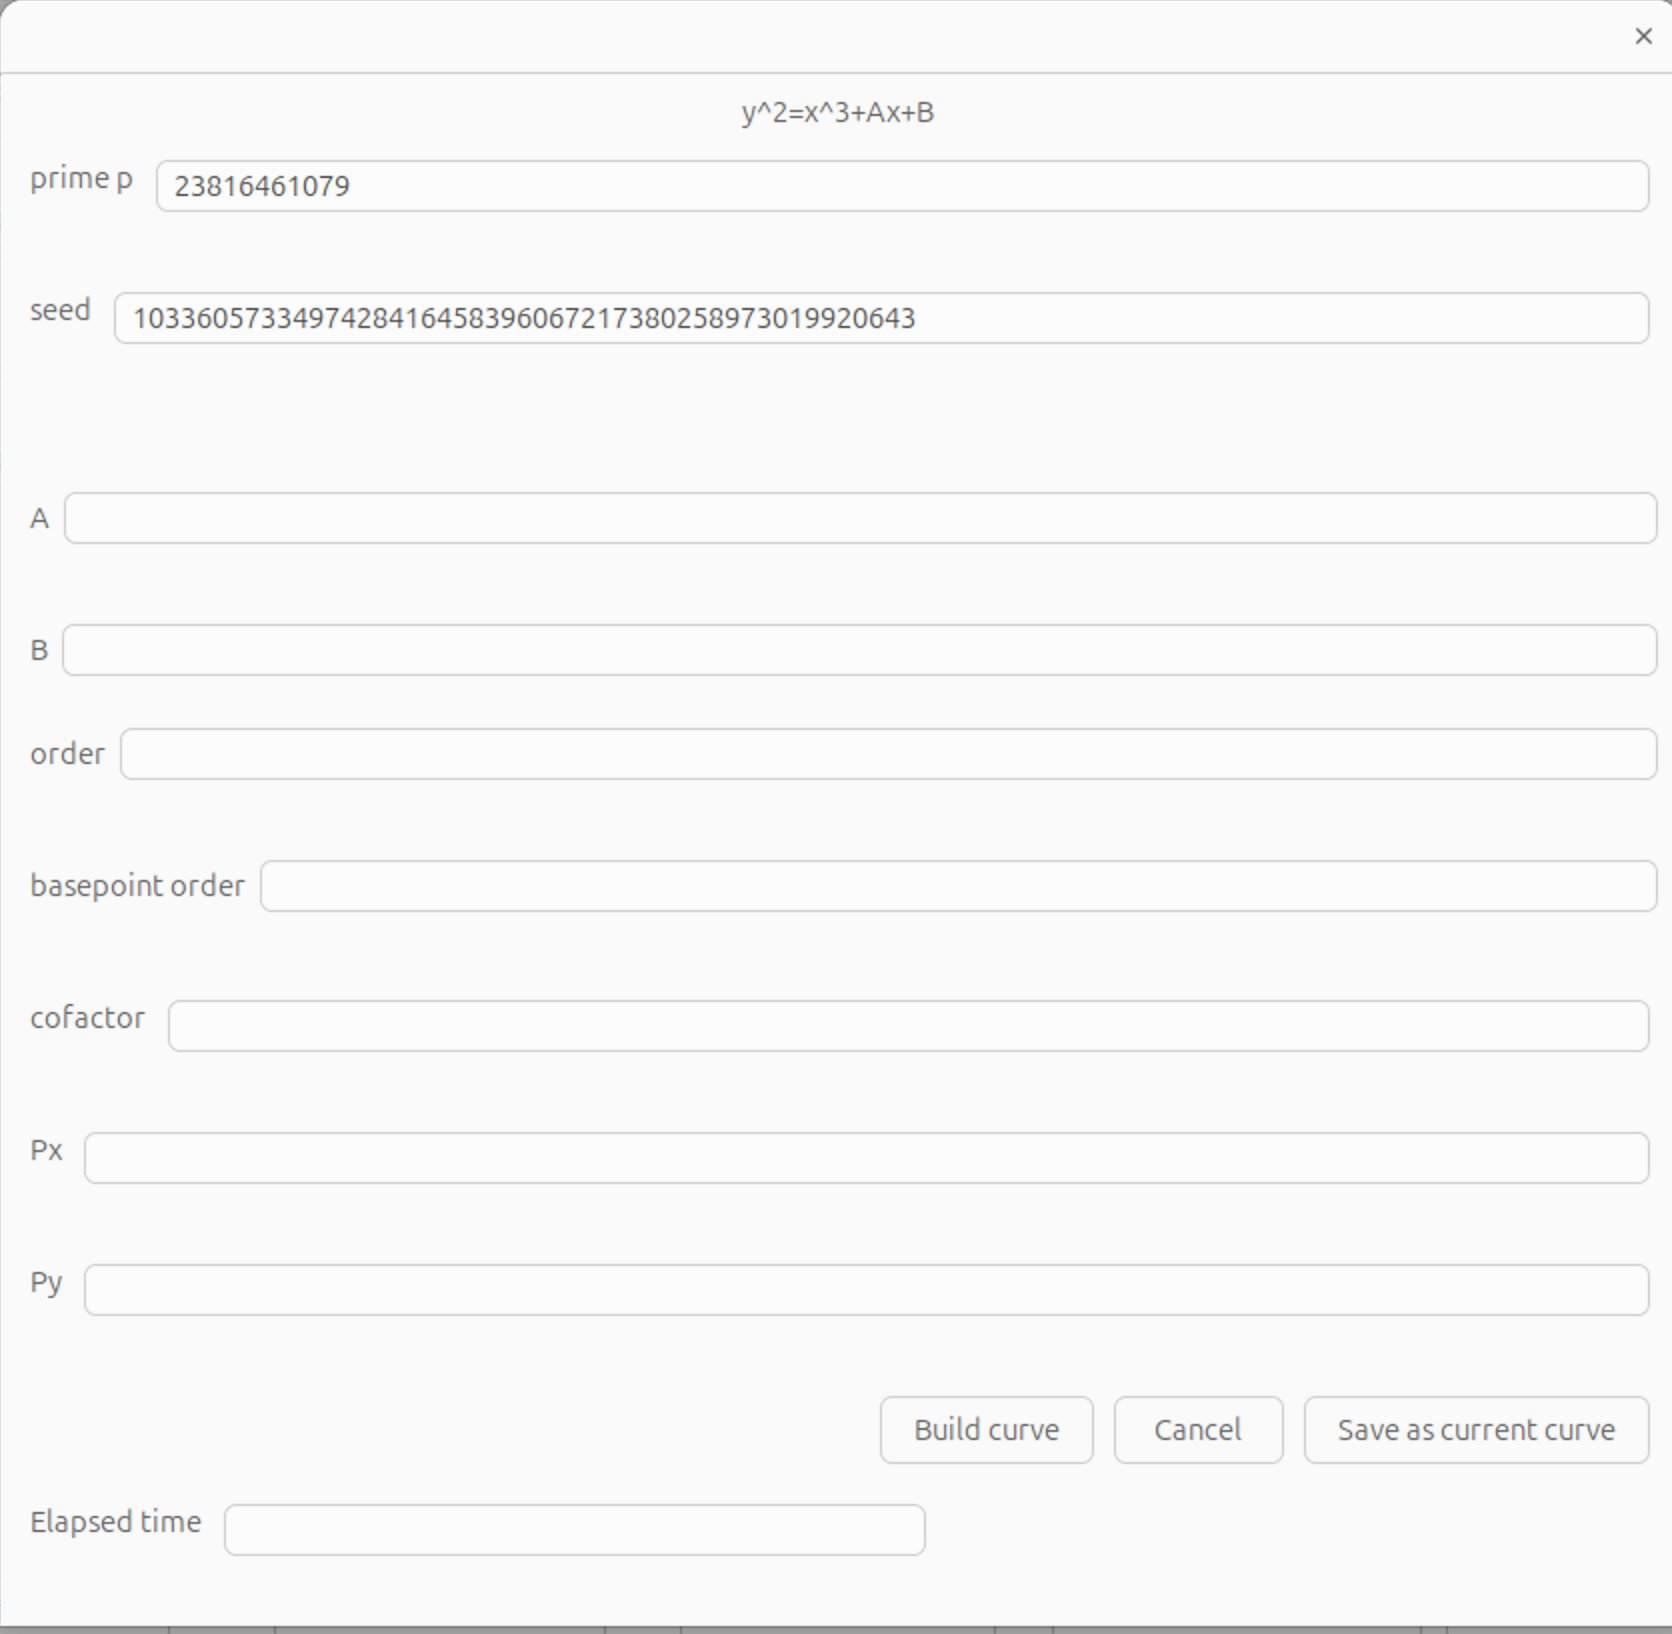 ×
y^2=x^3+Ax+B
prime p 23816461079
seed 1033605733497428416458396067217380258973019920643
A
B
order
basepoint order
cofactor
Px
Py
Build curve Cancel Save as current curve
Elapsed time